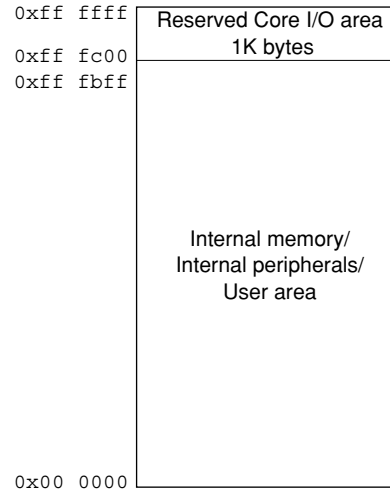 0xff ffff
Reserved Core I/O area
1K bytes
0xff fc00
0xff fbff
Internal memory/
Internal peripherals/
User area
0x00 0000